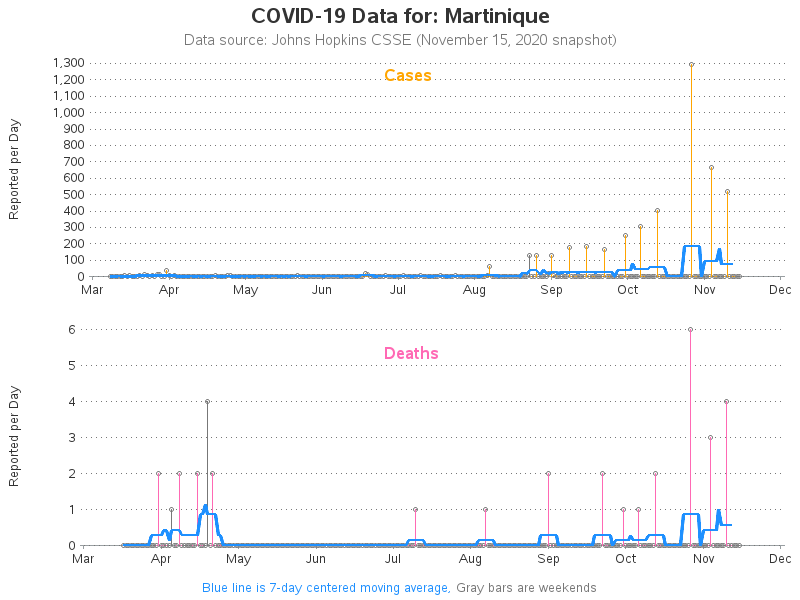 COVID-19 Data for: Martinique
Data source: Johns Hopkins CSSE (November 15, 2020 snapshot)
Cases
Reported per Day
1,300
1,200
1,100
1,000
900
800
700
600
500
400
300
200
100
0
Mar Apr May Jun Jul Aug Sep Oct Nov Dec
Deaths
Reported per Day
6
5
4
3
2
1
0
Mar Apr May Jun Jul Aug Sep Oct Nov Dec
Blue line is 7-day centered moving average, Gray bars are weekends